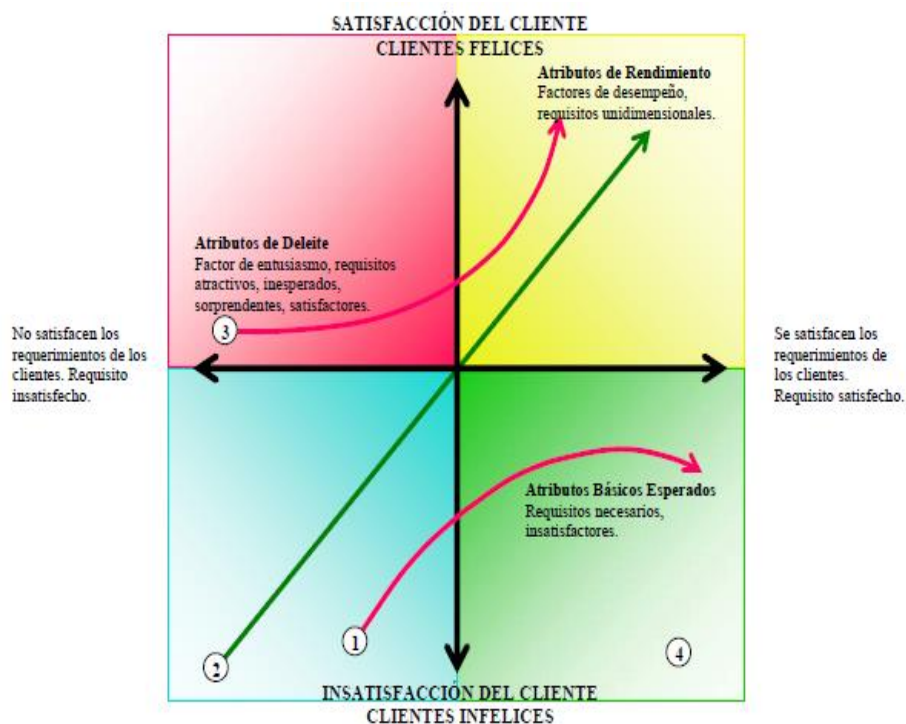 SATISFACCIÓN DEL CLIENTE
CLIENTES FELICES
Atributos de Rendimiento
Factores de desempeño,
requisitos unidimensionales.
Atributos de Deleite
Factor de entusiasmo, requisitos
atractivos, inesperados,
sorprendentes, satisfactores.
3
No satisfacen los
requerimientos de los
clientes. Requisito
insatisfecho.
Se satisfacen los
requerimientos de
los clientes.
Requisito satisfecho.
Atributos Básicos Esperados
Requisitos necesarios,
insatisfactores.
1
2
4
INSATISFACCIÓN DEL CLIENTE
CLIENTES INFELICES